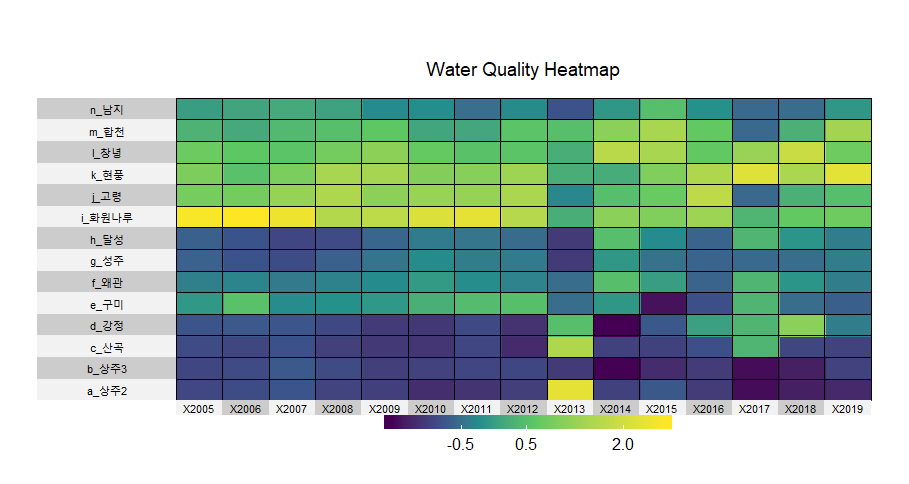 Water Quality Heatmap
n_남지
m_합천
l_창녕
k_현풍
j_고령
i_화원나루
h_달성
g_성주
f_왜관
e_구미
d_강정
c_산곡
b_상주3
a_상주2
X2005 X2006 X2007 X2008 X2009 X2010 X2011 X2012 X2013 X2014 X2015 X2016 X2017 X2018 X2019
-0.5 0.5 2.0